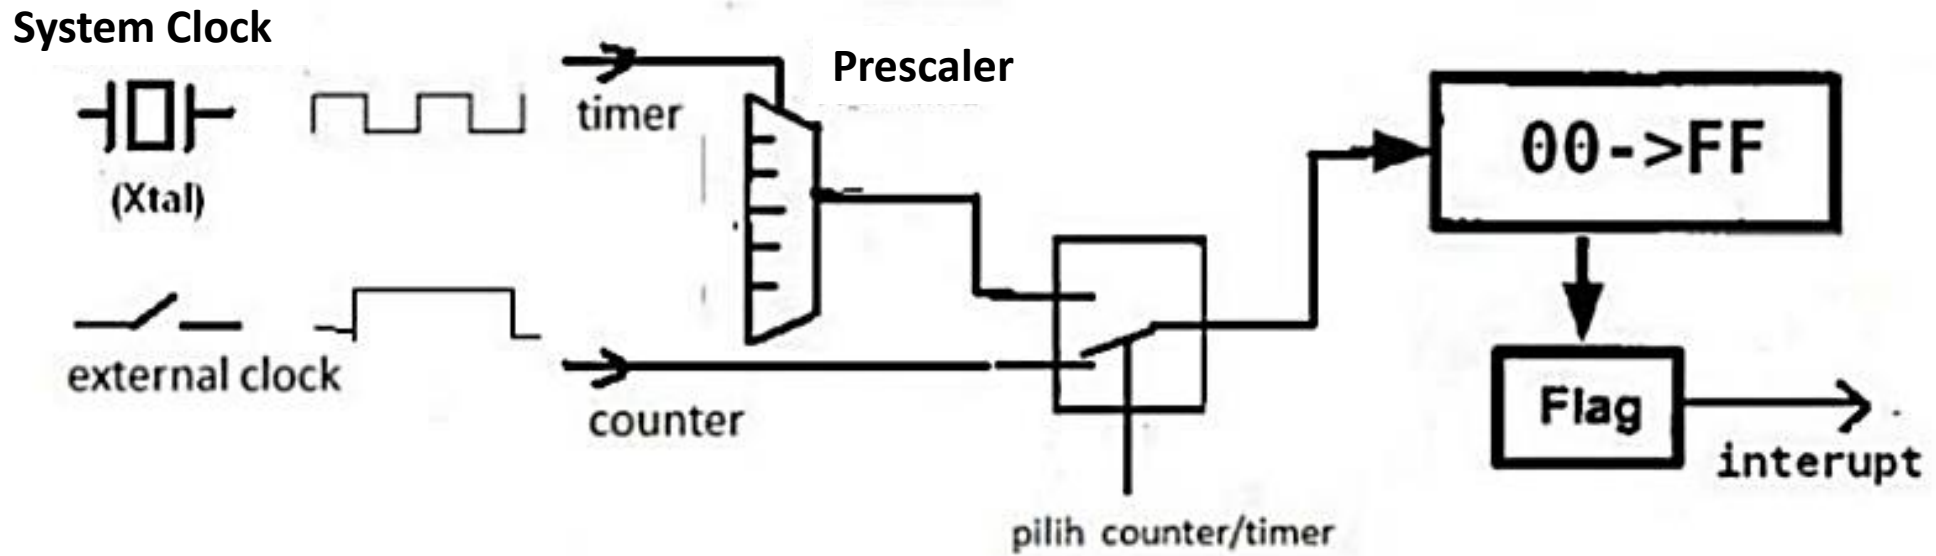 System Clock
(Xtal)
external clock
timer
counter
Prescaler
pilih counter/timer
00->FF
Flag
interupt